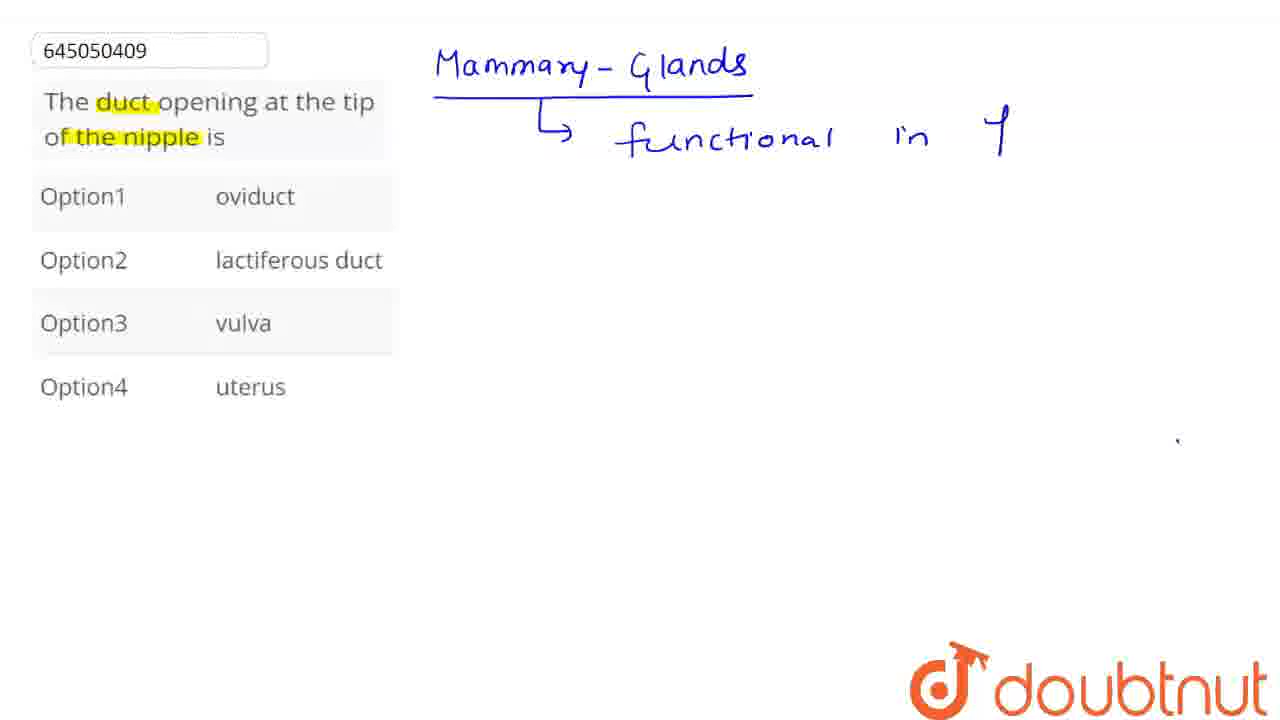 645050409
The duct opening at the tip
of the nipple is
Option1 oviduct
Option2 lactiferous duct
Option3 vulva
Option4 uterus
Mammary - Glands
functional in
doubtnut